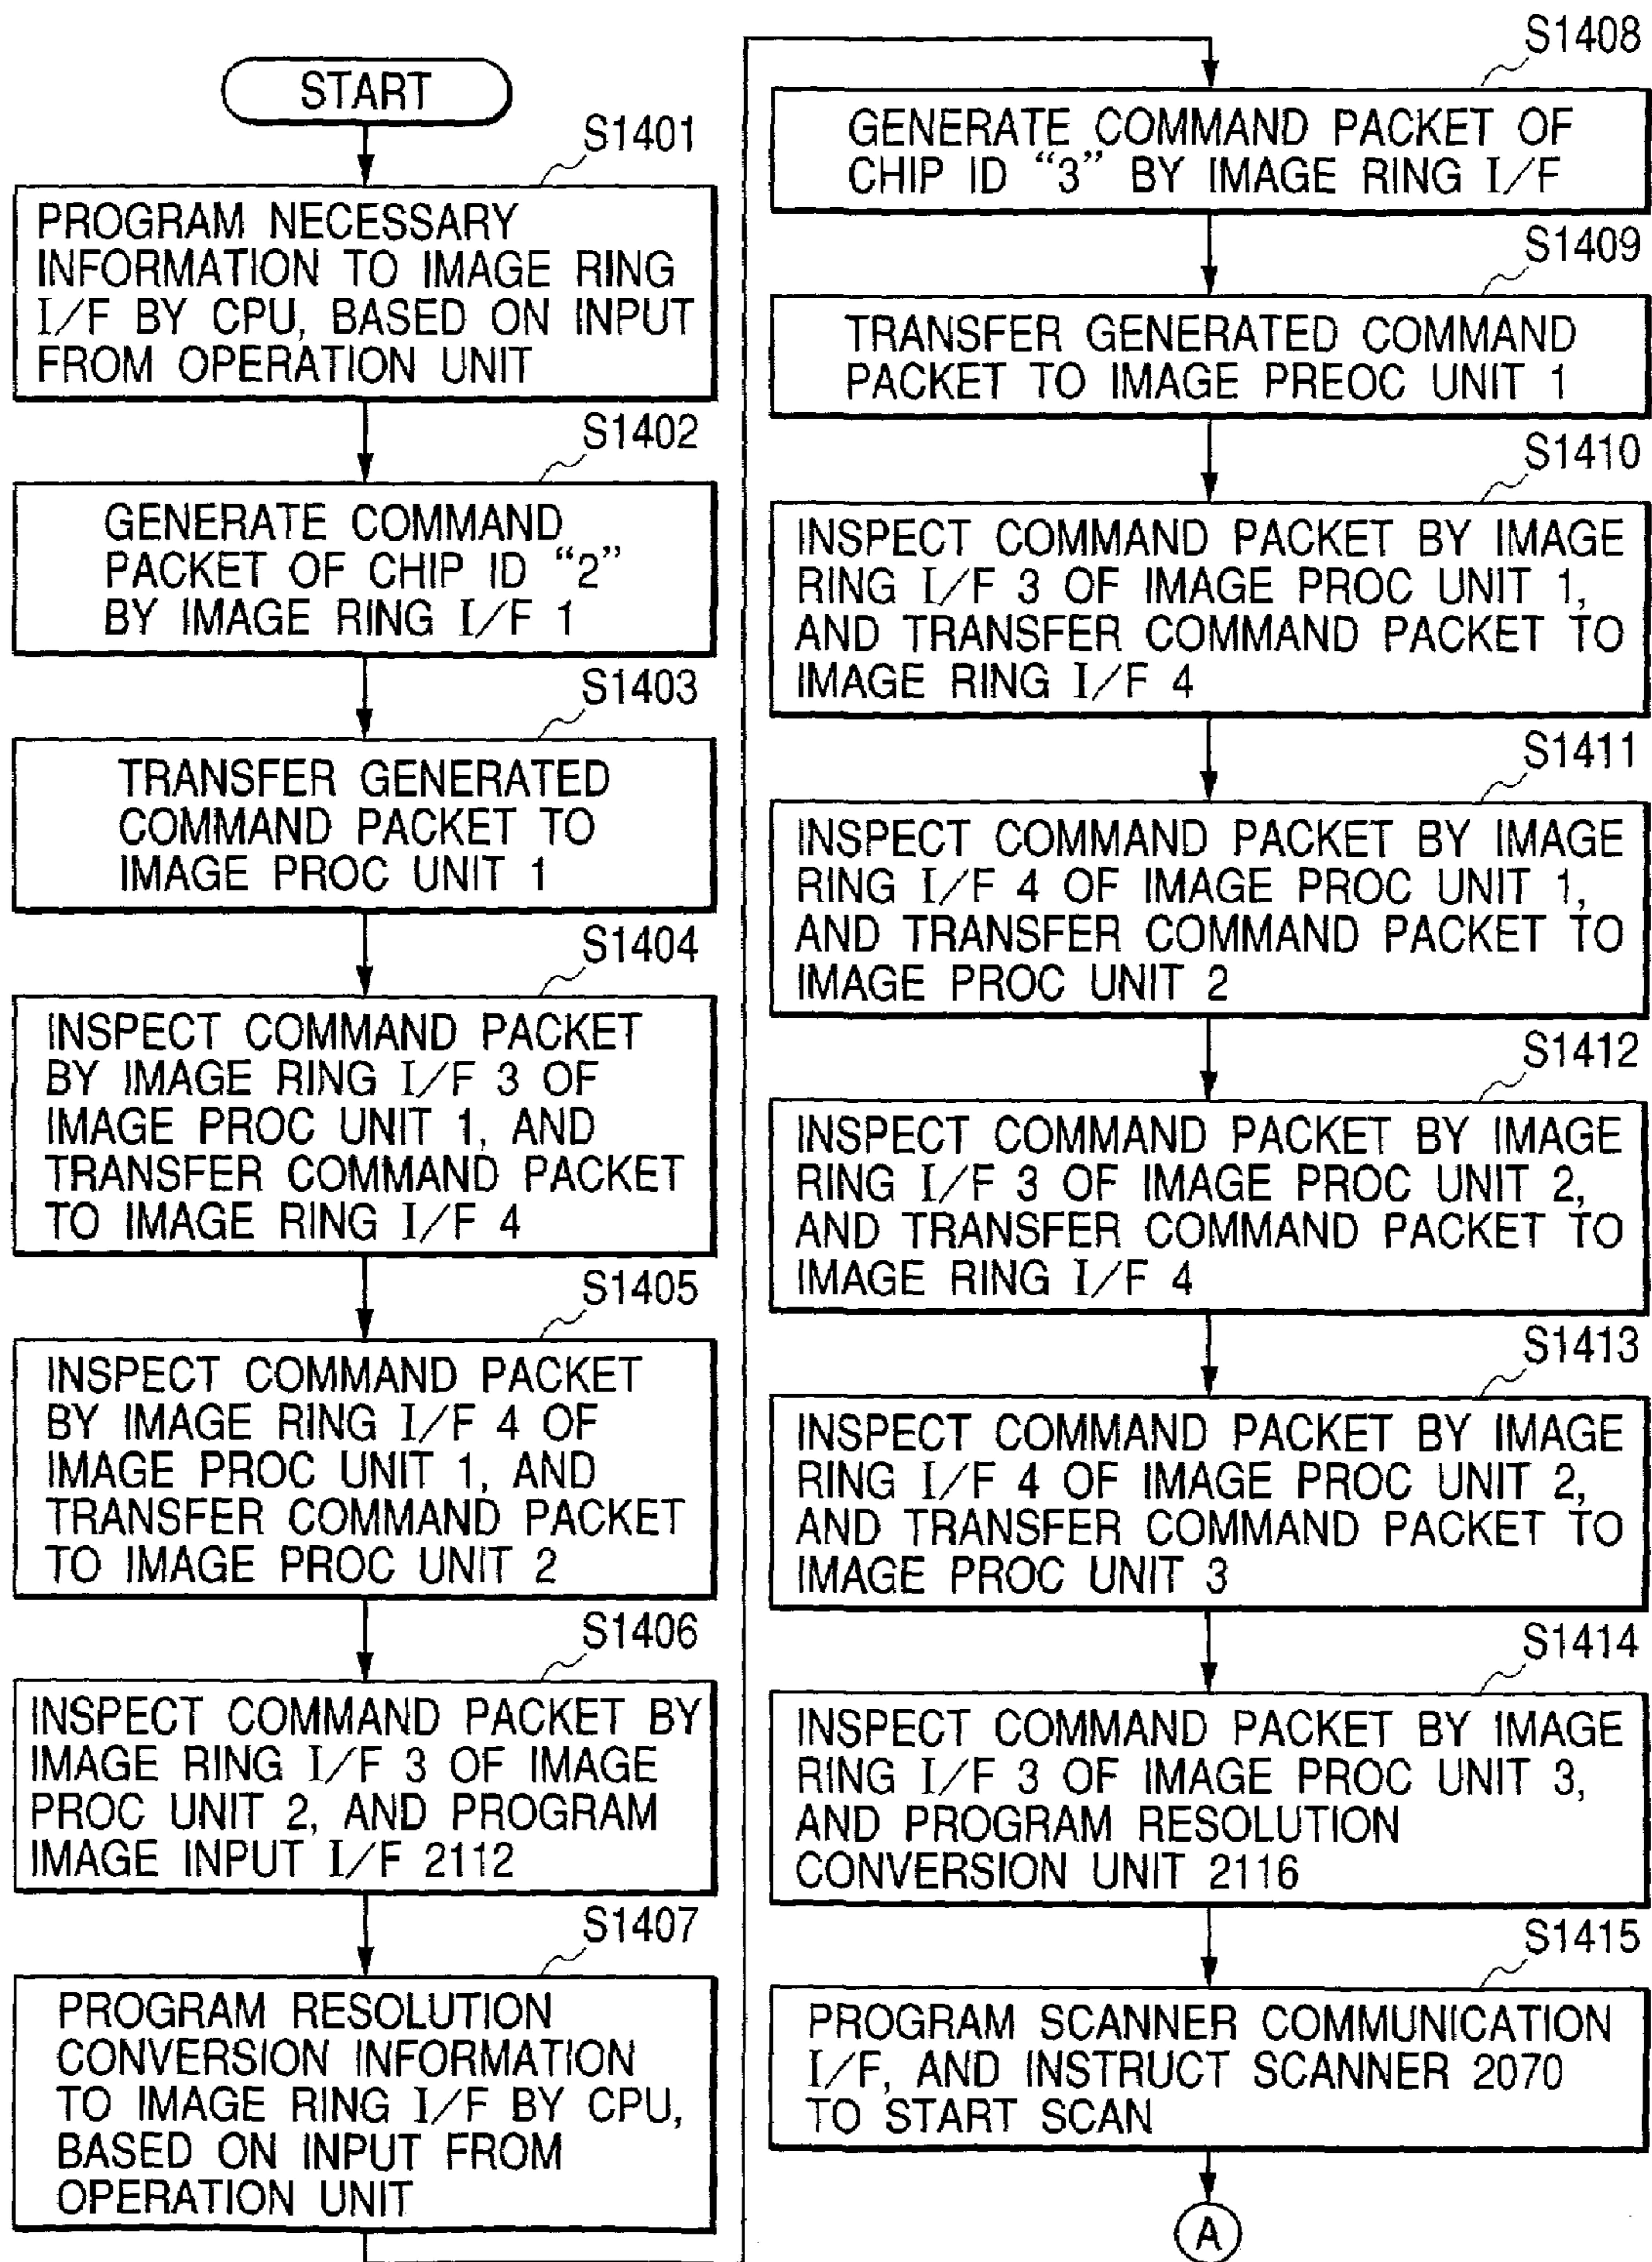 START
S1401
PROGRAM NECESSARY
INFORMATION TO IMAGE RING
I/F BY CPU, BASED ON INPUT
FROM OPERATION UNIT
S1402
GENERATE COMMAND
PACKET OF CHIP ID “2”
BY IMAGE RING I/F 1
S1403
TRANSFER GENERATED
COMMAND PACKET TO
IMAGE PROC UNIT 1
S1404
INSPECT COMMAND PACKET
BY IMAGE RING I/F 3 OF
IMAGE PROC UNIT 1, AND
TRANSFER COMMAND PACKET
TO IMAGE RING I/F 4
S1405
INSPECT COMMAND PACKET
BY IMAGE RING I/F 4 OF
IMAGE PROC UNIT 1, AND
TRANSFER COMMAND PACKET
TO IMAGE PROC UNIT 2
S1406
INSPECT COMMAND PACKET BY
IMAGE RING I/F 3 OF IMAGE
PROC UNIT 2, AND PROGRAM
IMAGE INPUT I/F 2112
S1407
PROGRAM RESOLUTION
CONVERSION INFORMATION
TO IMAGE RING I/F BY CPU,
BASED ON INPUT FROM
OPERATION UNIT
S1408
GENERATE COMMAND PACKET OF
CHIP ID “3” BY IMAGE RING I/F
S1409
TRANSFER GENERATED COMMAND
PACKET TO IMAGE PREOC UNIT 1
S1410
INSPECT COMMAND PACKET BY IMAGE
RING I/F 3 OF IMAGE PROC UNIT 1,
AND TRANSFER COMMAND PACKET TO
IMAGE RING I/F 4
S1411
INSPECT COMMAND PACKET BY IMAGE
RING I/F 4 OF IMAGE PROC UNIT 1,
AND TRANSFER COMMAND PACKET TO
IMAGE PROC UNIT 2
S1412
INSPECT COMMAND PACKET BY IMAGE
RING I/F 3 OF IMAGE PROC UNIT 2,
AND TRANSFER COMMAND PACKET TO
IMAGE RING I/F 4
S1413
INSPECT COMMAND PACKET BY IMAGE
RING I/F 4 OF IMAGE PROC UNIT 2,
AND TRANSFER COMMAND PACKET TO
IMAGE PROC UNIT 3
S1414
INSPECT COMMAND PACKET BY IMAGE
RING I/F 3 OF IMAGE PROC UNIT 3,
AND PROGRAM RESOLUTION
CONVERSION UNIT 2116
S1415
PROGRAM SCANNER COMMUNICATION
I/F, AND INSTRUCT SCANNER 2070
TO START SCAN
A